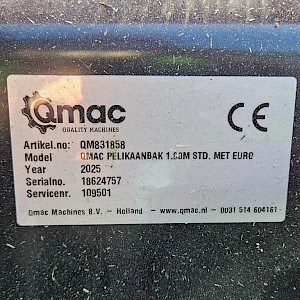 Qmac
QUALITY MACHINES
CE
Artikel.no: QM831858
Model QMAC PELIKAANBAK 1.80M STD. MET EURO
Year 2025
Serialno. 18624757
Servicenr. 109501
Qmac Machines B.V. – Holland – www.qmac.nl – 0031 514 604161